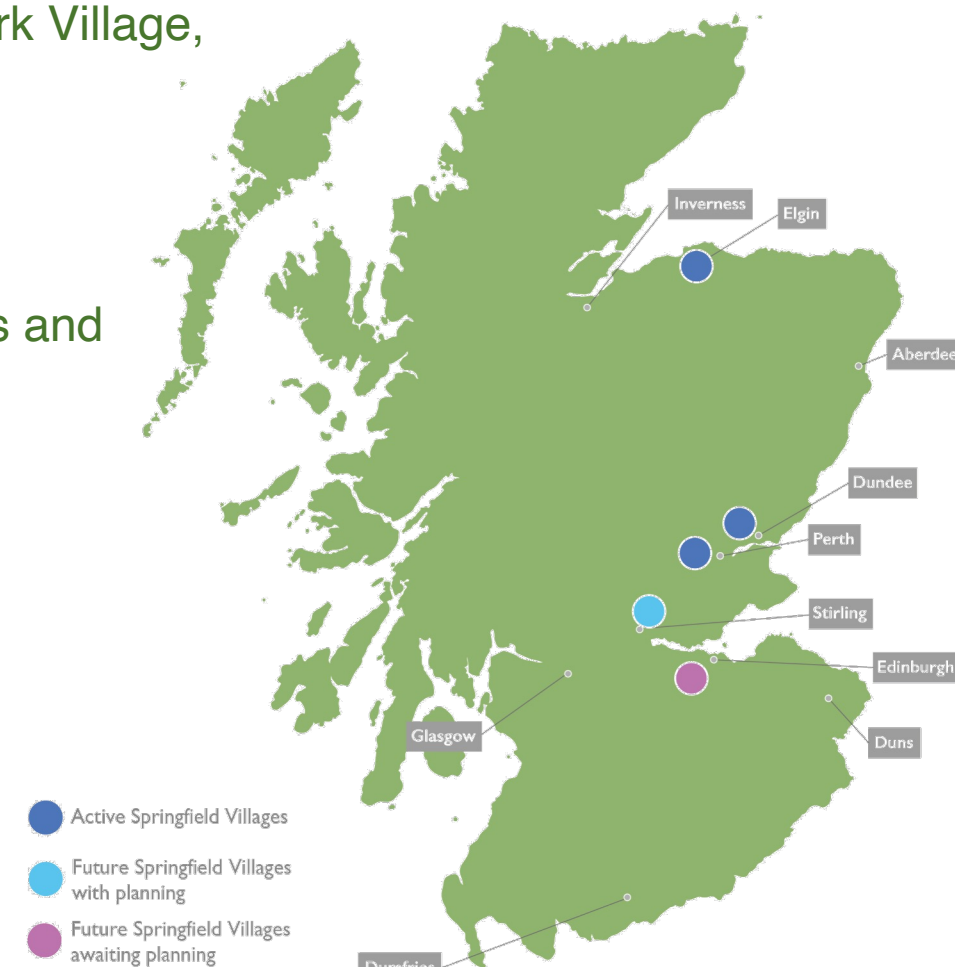 rk Village,
s and
Inverness
Elgin
Aberdee
Dundee
Perth
Stirling
Edinburgh
Glasgow
Duns
Active Springfield Villages
Future Springfield Villages
with planning
Future Springfield Villages
awaiting planning
Dumfries